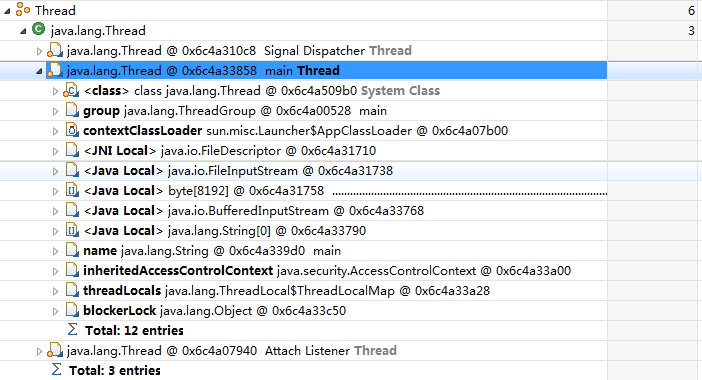 Thread 6
java.lang.Thread 3
java.lang.Thread @ 0x6c4a310c8 Signal Dispatcher Thread
java.lang.Thread @ 0x6c4a33858 main Thread
<class> class java.lang.Thread @ 0x6c4a509b0 System Class
group java.lang.ThreadGroup @ 0x6c4a00528 main
contextClassLoader sun.misc.Launcher$AppClassLoader @ 0x6c4a07b00
<JNI Local> java.io.FileDescriptor @ 0x6c4a31710
<Java Local> java.io.FileInputStream @ 0x6c4a31738
<Java Local> byte[8192] @ 0x6c4a31758 ..........................................................................................
<Java Local> java.io.BufferedInputStream @ 0x6c4a33768
<Java Local> java.lang.String[0] @ 0x6c4a33790
name java.lang.String @ 0x6c4a339d0 main
inheritedAccessControlContext java.security.AccessControlContext @ 0x6c4a33a00
threadLocals java.lang.ThreadLocal$ThreadLocalMap @ 0x6c4a33a28
blockerLock java.lang.Object @ 0x6c4a33c50
Σ Total: 12 entries
java.lang.Thread @ 0x6c4a07940 Attach Listener Thread
Σ Total: 3 entries